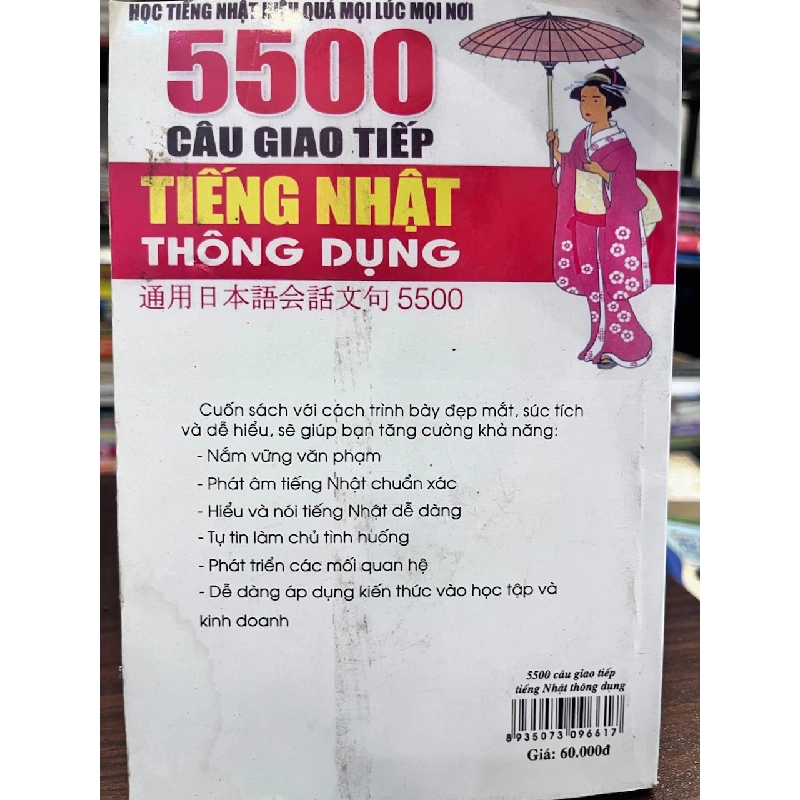 HỌC TIẾNG NHẬT HIỆU QUẢ MỌI LÚC MỌI NƠI
5500
CÂU GIAO TIẾP
TIẾNG NHẬT
THÔNG DỤNG
通用日本語会話文句 5500
Cuốn sách với cách trình bày đẹp mắt, súc tích
và dễ hiểu, sẽ giúp bạn tăng cường khả năng:
- Nắm vững văn phạm
- Phát âm tiếng Nhật chuẩn xác
- Hiểu và nói tiếng Nhật dễ dàng
- Tự tin làm chủ tình huống
- Phát triển các mối quan hệ
- Dễ dàng áp dụng kiến thức vào học tập và
kinh doanh
5500 câu giao tiếp
tiếng Nhật thông dụng
8 935073 096617
Giá: 60.000đ